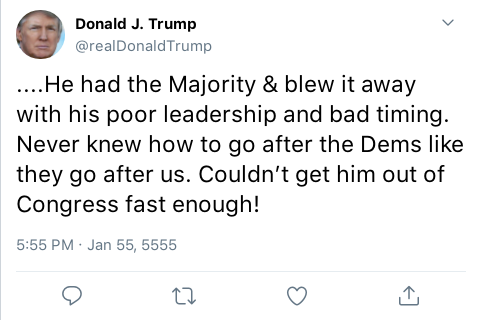 Donald J. Trump
@realDonaldTrump
....He had the Majority & blew it away
with his poor leadership and bad timing.
Never knew how to go after the Dems like
they go after us. Couldn’t get him out of
Congress fast enough!
5:55 PM · Jan 55, 5555